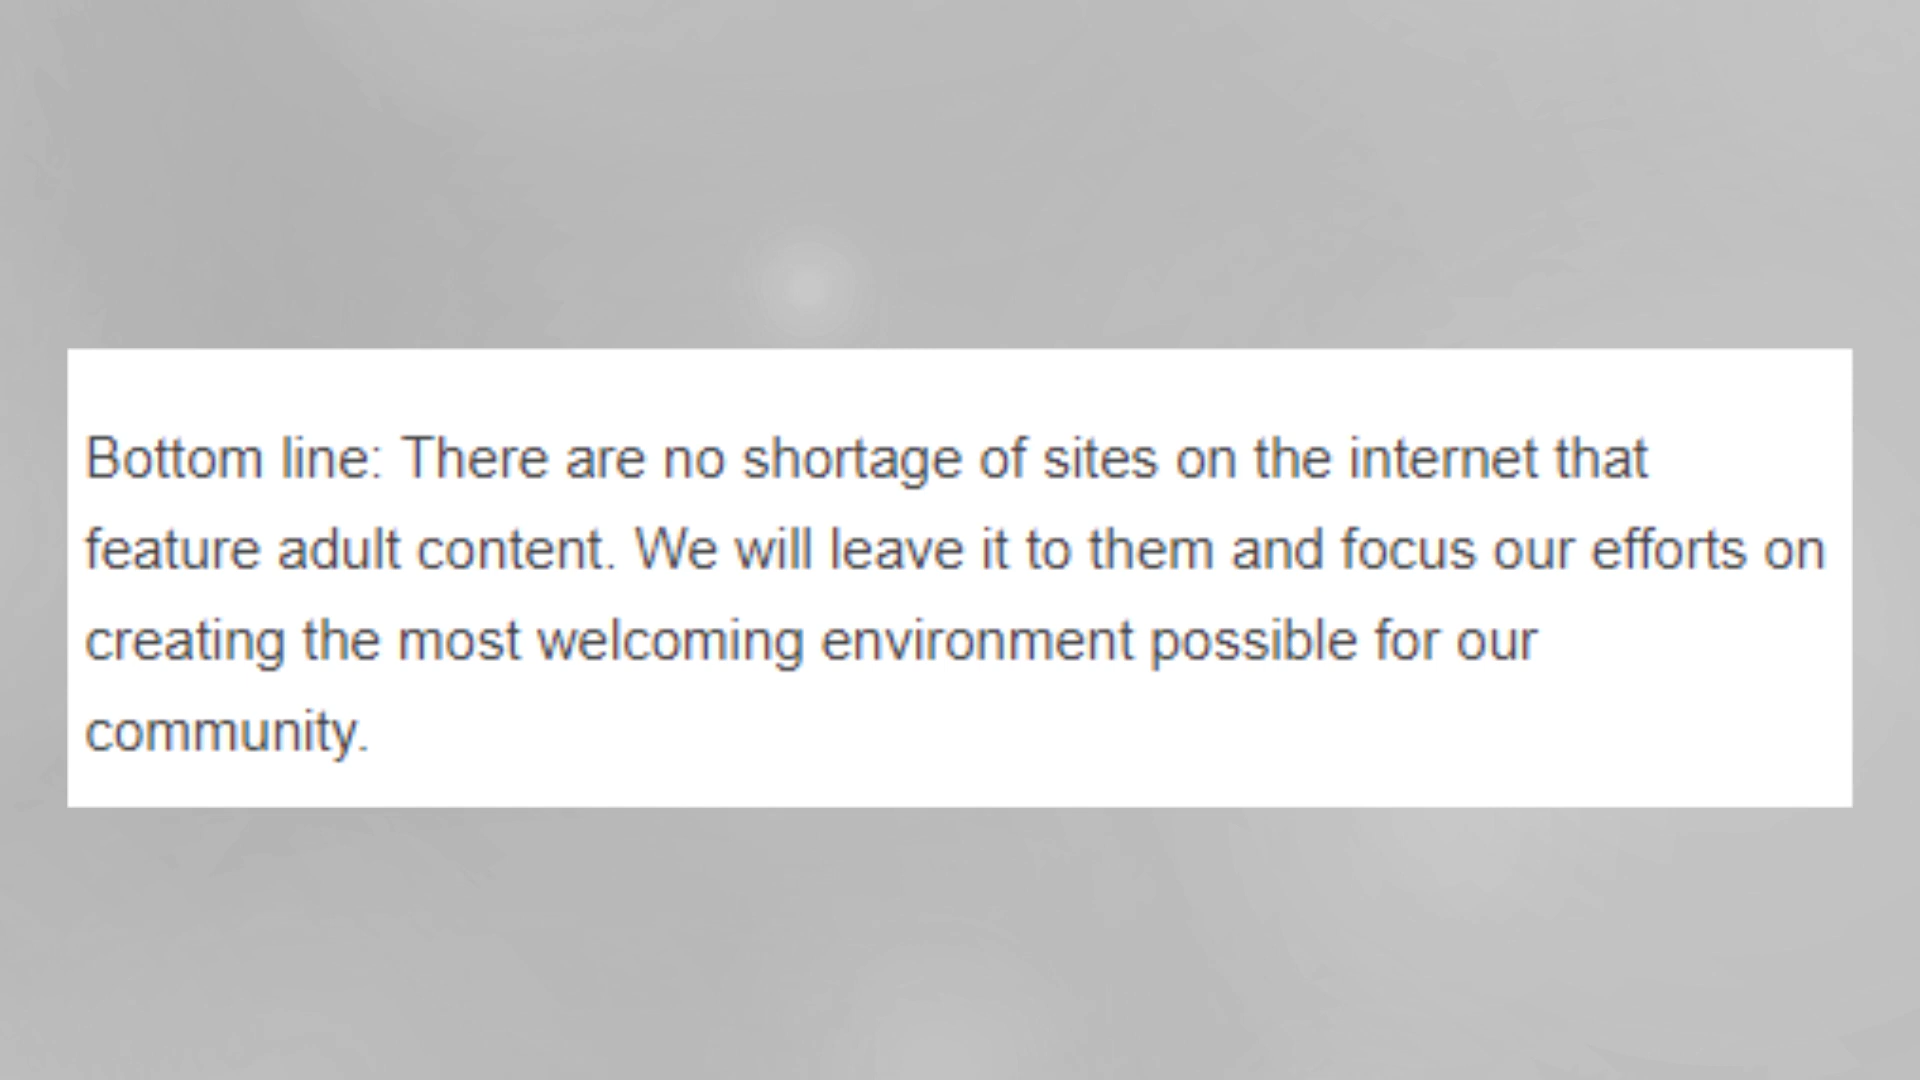 Bottom line: There are no shortage of sites on the internet that
feature adult content. We will leave it to them and focus our efforts on
creating the most welcoming environment possible for our
community.